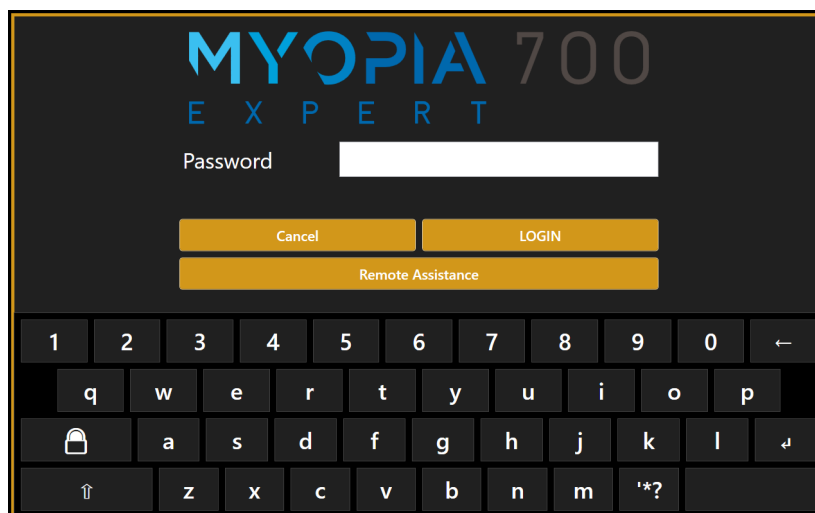 MYOPIA 700
EXPERT
Password
Cancel LOGIN
Remote Assistance
1 2 3 4 5 6 7 8 9 0 ←
q w e r t y u i o p
a s d f g h j k l ↲
⇧ z x c v b n m '*?